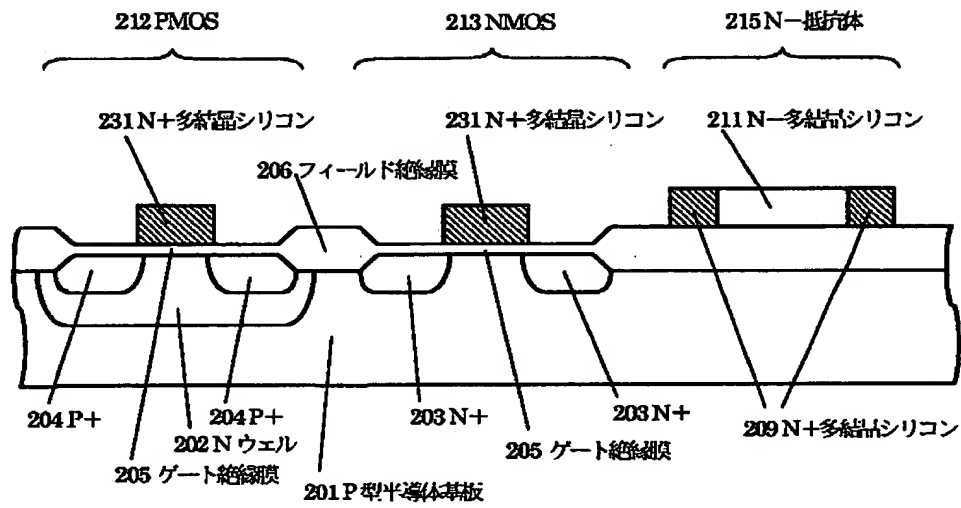 212 PMOS
213 NMOS
215 N－抵抗体
231 N＋多結晶シリコン
231 N＋多結晶シリコン
211 N－多結晶シリコン
206 フィールド絶縁膜
204 P＋
204 P＋
203 N＋
203 N＋
209 N＋多結晶シリコン
202 N ウェル
205 ゲート絶縁膜
205 ゲート絶縁膜
201 P型半導体基板